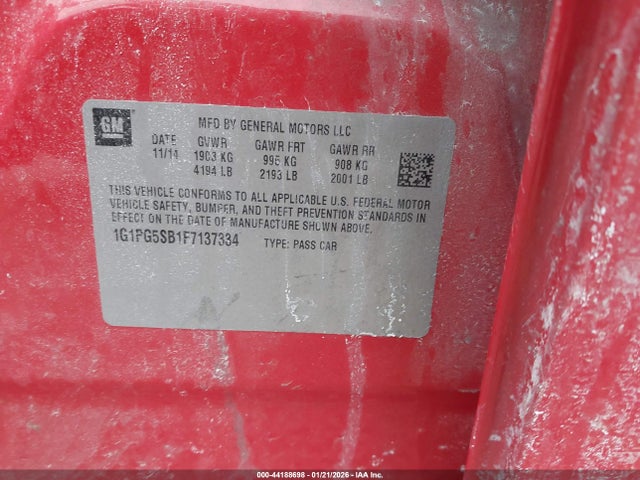 GM
MFD BY GENERAL MOTORS LLC
DATE GVWR GAWR FRT GAWR RR
11/14 1903 KG 995 KG 908 KG
4194 LB 2193 LB 2001 LB
THIS VEHICLE CONFORMS TO ALL APPLICABLE U.S. FEDERAL MOTOR
VEHICLE SAFETY, BUMPER, AND THEFT PREVENTION STANDARDS IN
EFFECT ON THE DATE OF MANUFACTURE SHOWN ABOVE.
1G1PG5SB1F7137334 TYPE: PASS CAR
000-44188698 - 01/21/2026 - IAA Inc.